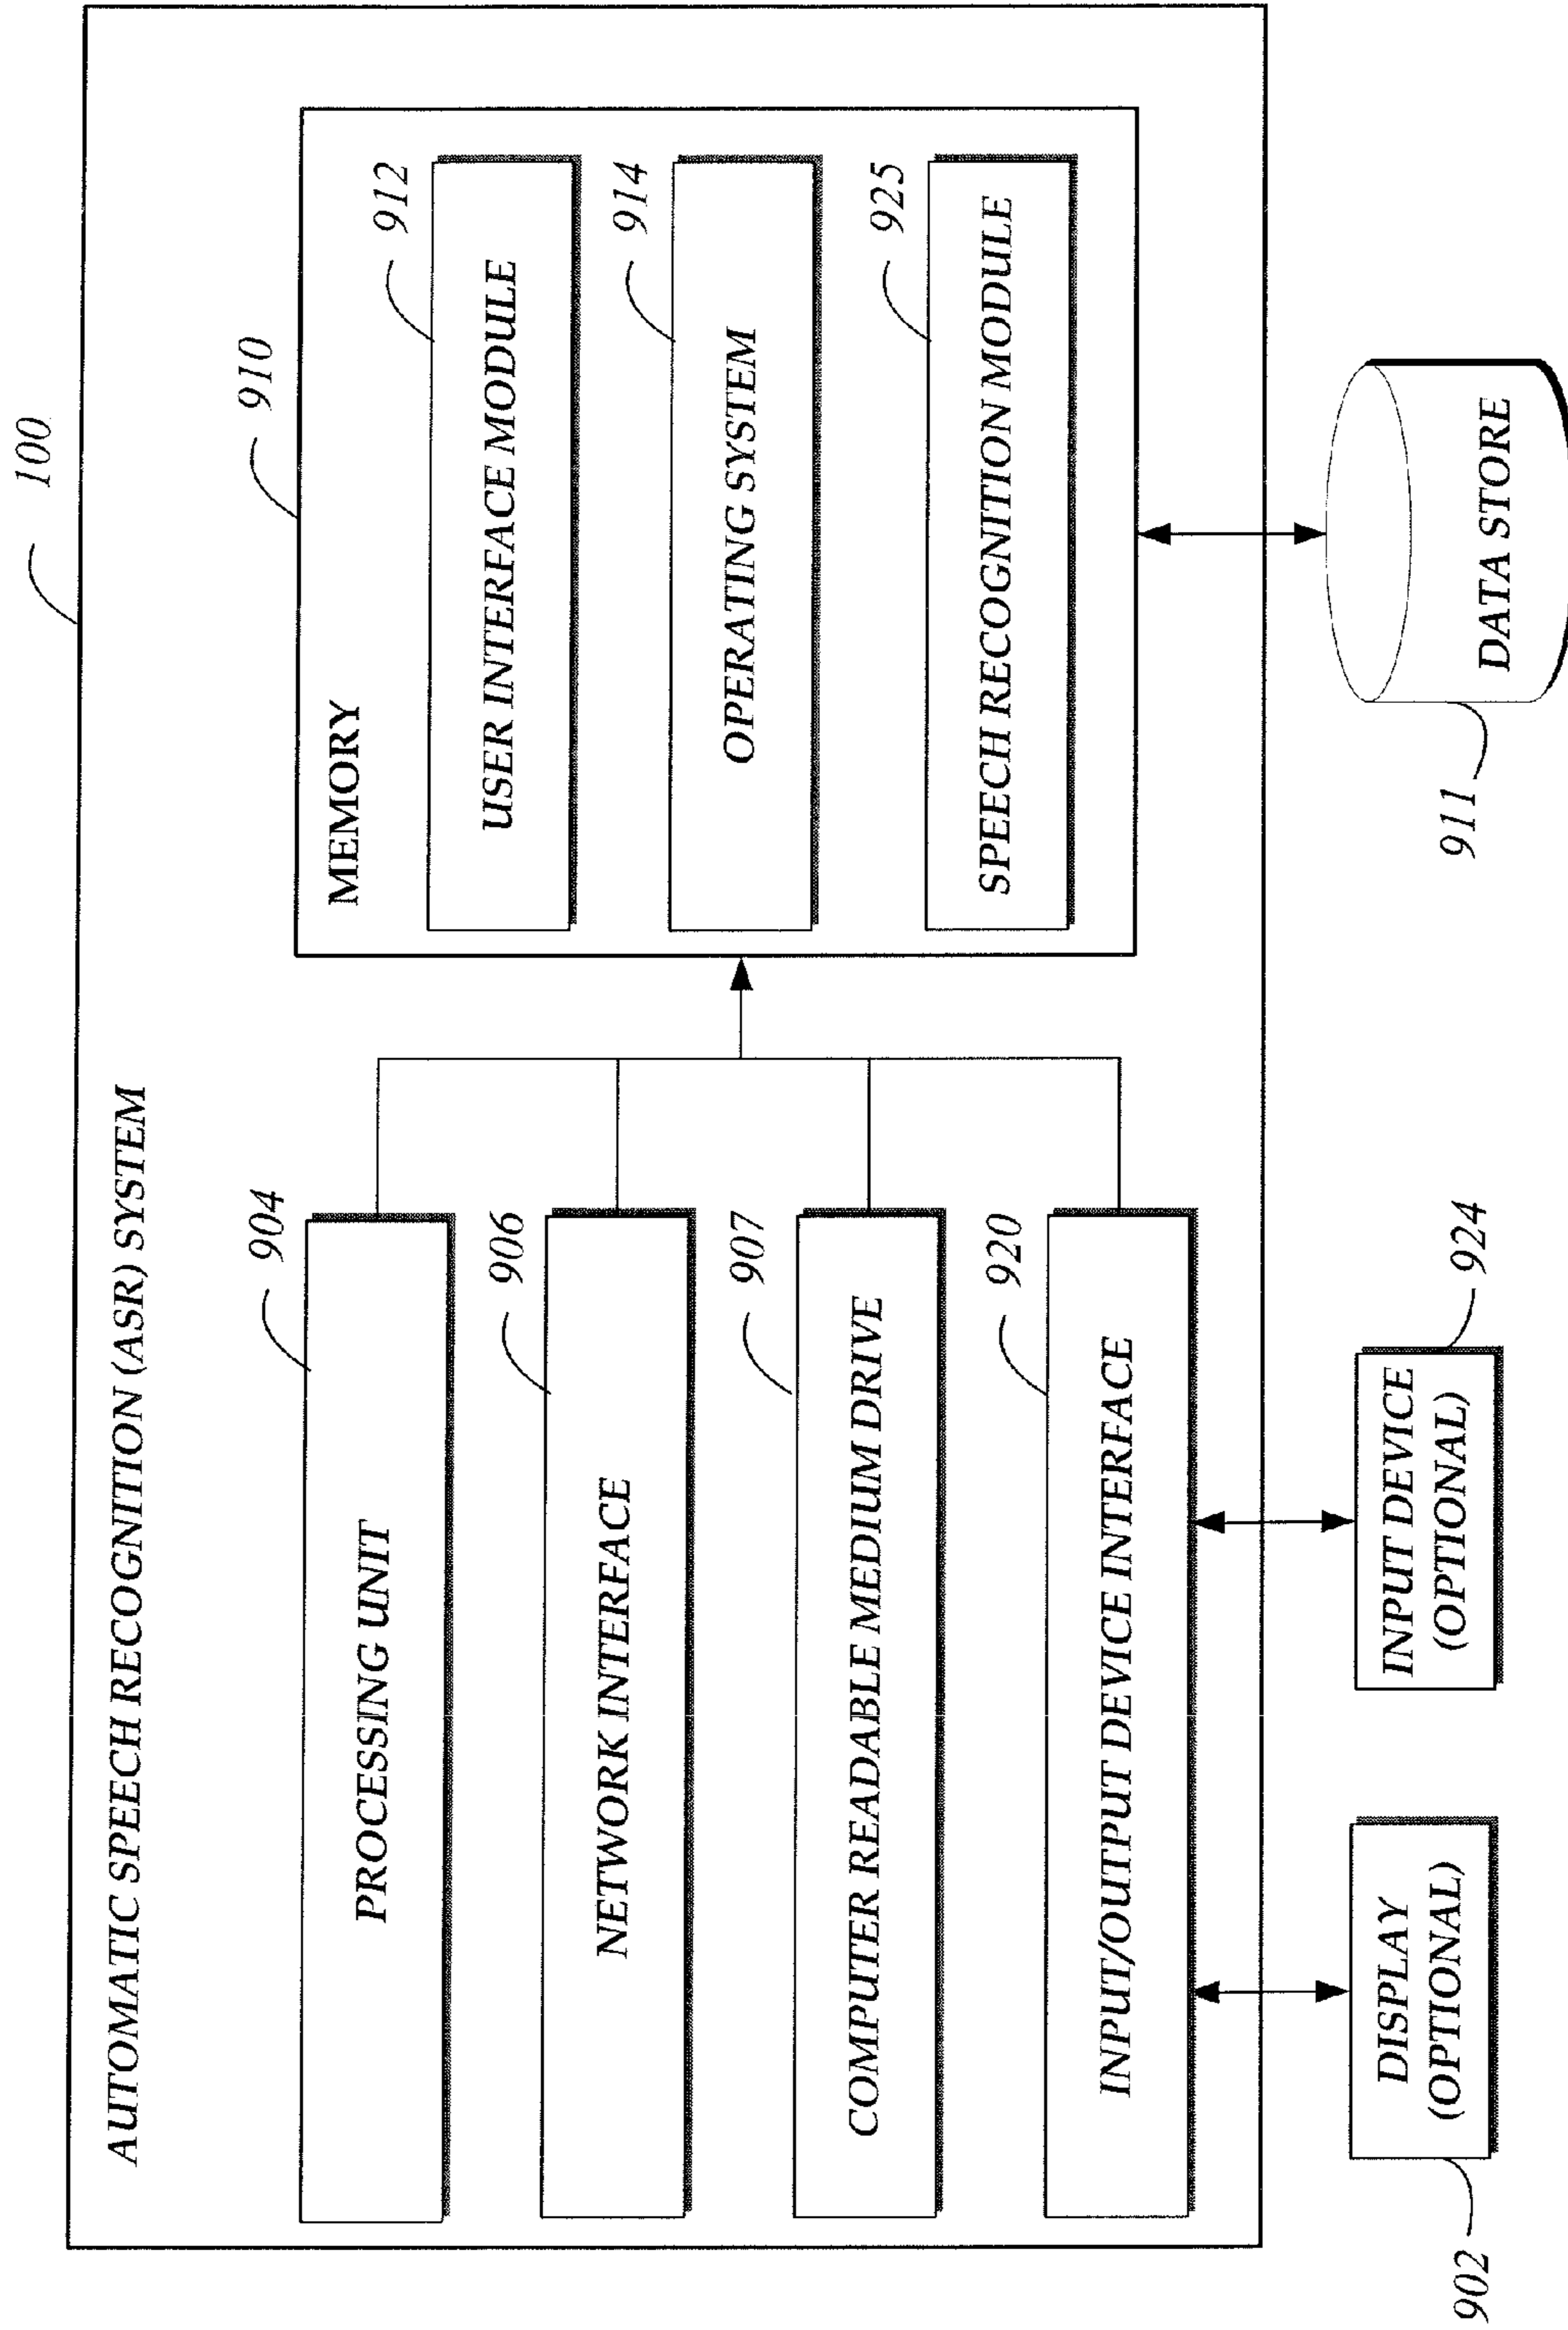 100
AUTOMATIC SPEECH RECOGNITION (ASR) SYSTEM
904
PROCESSING UNIT
906
NETWORK INTERFACE
907
COMPUTER READABLE MEDIUM DRIVE
920
INPUT/OUTPUT DEVICE INTERFACE
910
MEMORY
912
USER INTERFACE MODULE
914
OPERATING SYSTEM
925
SPEECH RECOGNITION MODULE
902
DISPLAY
(OPTIONAL)
924
INPUT DEVICE
(OPTIONAL)
911
DATA STORE